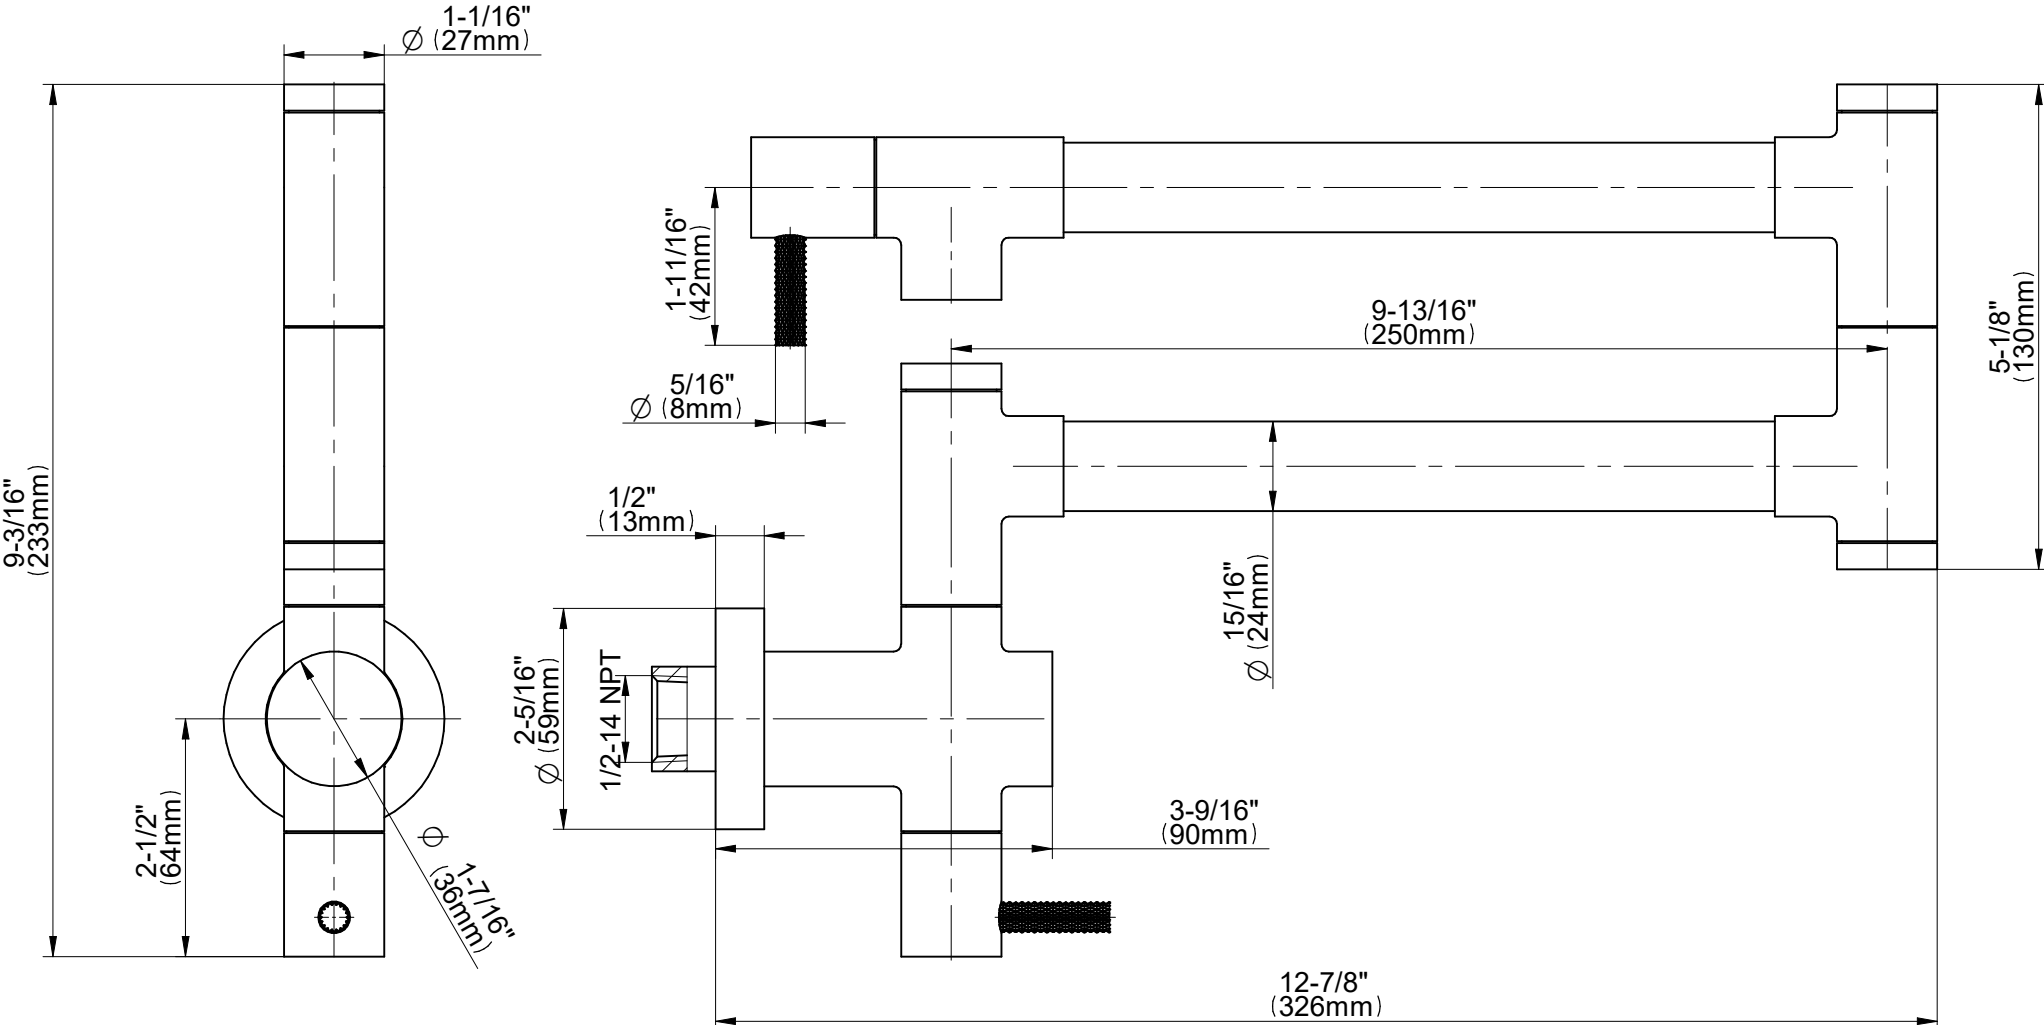 1-1/16"
Ø (27mm)
1-11/16"
(42mm)
9-13/16"
(250mm)
5-1/8"
(130mm)
5/16"
Ø (8mm)
9-3/16"
(233mm)
1/2"
(13mm)
15/16"
Ø (24mm)
2-5/16"
Ø (59mm)
1/2-14 NPT
2-1/2"
(64mm)
Ø 1-7/16"
(36mm)
3-9/16"
(90mm)
12-7/8"
(326mm)